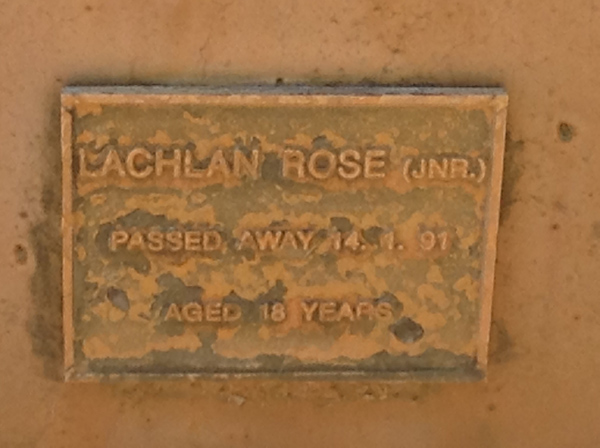 LACHLAN ROSE (JNR.)
PASSED AWAY 14. 1. 91
AGED 18 YEARS